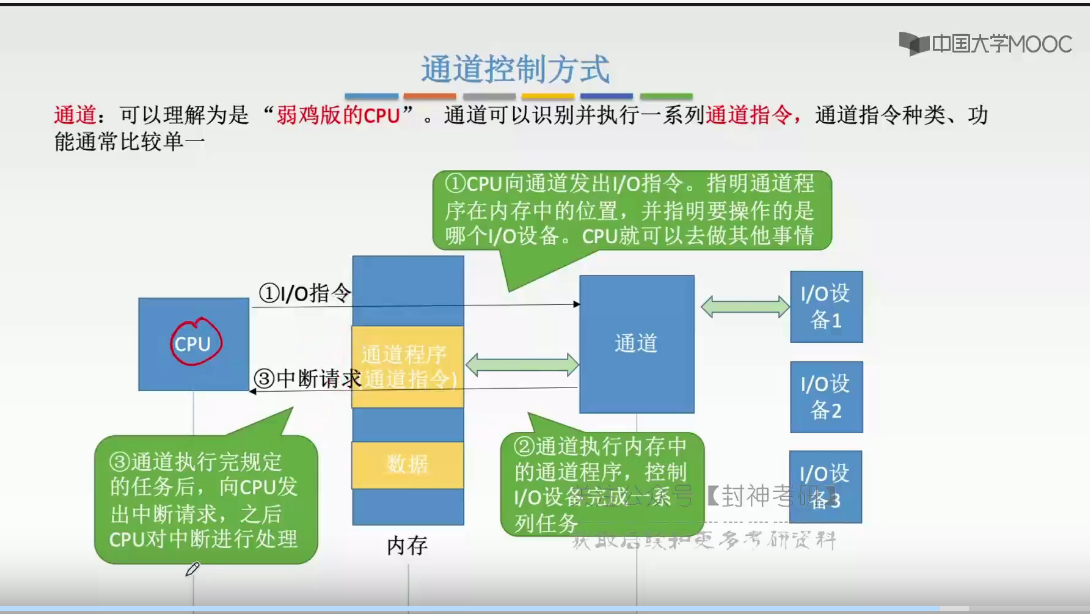 中国大学MOOC
通道控制方式
通道：可以理解为是“弱鸡版的CPU”。通道可以识别并执行一系列通道指令，通道指令种类、功
能通常比较单一
①CPU向通道发出I/O指令。指明通道程
序在内存中的位置，并指明要操作的是
哪个I/O设备。CPU就可以去做其他事情
①I/O指令
CPU
通道程序
(通道指令)
③中断请求
数据
内存
通道
I/O设
备1
I/O设
备2
I/O设
备3
③通道执行完规定
的任务后，向CPU发
出中断请求，之后
CPU对中断进行处理
②通道执行内存中
的通道程序，控制
I/O设备完成一系
列任务
公众号【封神考研】
获取后续和更多考研资料